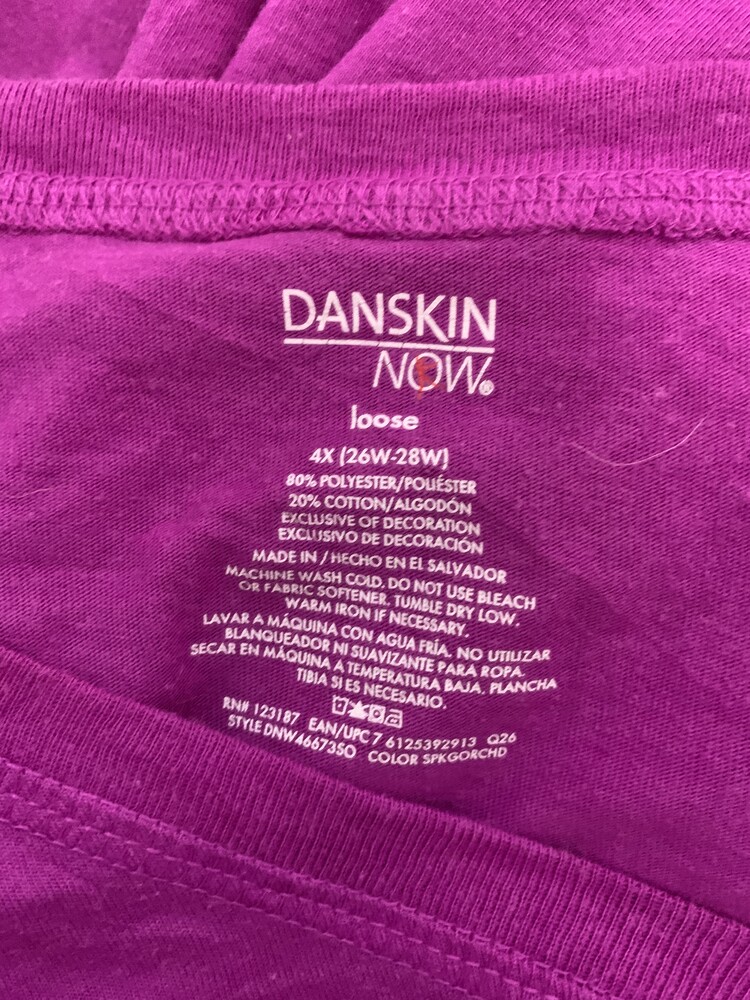 DANSKIN
NOW®
loose
4X (26W-28W)
80% POLYESTER/POLIÉSTER
20% COTTON/ALGODÓN
EXCLUSIVE OF DECORATION
EXCLUSIVO DE DECORACIÓN
MADE IN / HECHO EN EL SALVADOR
MACHINE WASH COLD. DO NOT USE BLEACH
OR FABRIC SOFTENER. TUMBLE DRY LOW.
WARM IRON IF NECESSARY.
LAVAR A MÁQUINA CON AGUA FRÍA. NO UTILIZAR
BLANQUEADOR NI SUAVIZANTE PARA ROPA.
SECAR EN MÁQUINA A TEMPERATURA BAJA. PLANCHA
TIBIA SI ES NECESARIO.
RN# 123187 EAN/UPC 7 6125392913 Q26
STYLE DNW46673SO COLOR SPKGORCHD